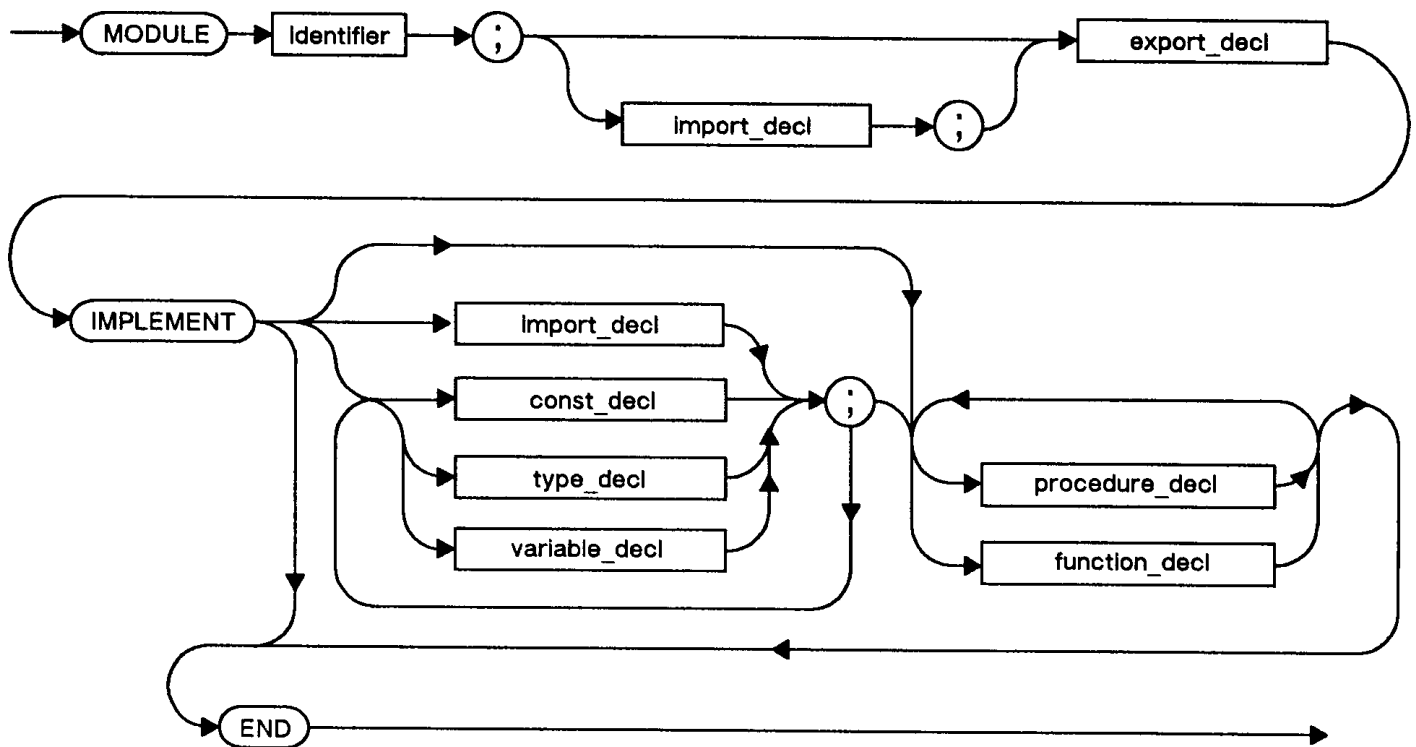 MODULE identifier ; export_decl
import_decl ;
IMPLEMENT import_decl
const_decl ;
type_decl procedure_decl
variable_decl function_decl
END